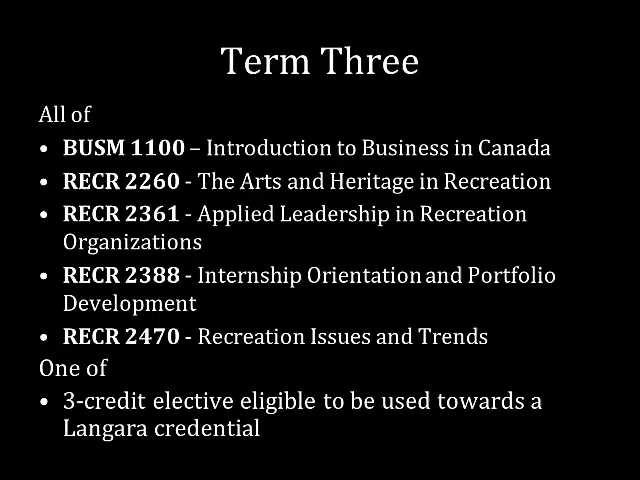 Term Three
All of
• BUSM 1100 – Introduction to Business in Canada
• RECR 2260 - The Arts and Heritage in Recreation
• RECR 2361 - Applied Leadership in Recreation
Organizations
• RECR 2388 - Internship Orientation and Portfolio
Development
• RECR 2470 - Recreation Issues and Trends
One of
• 3-credit elective eligible to be used towards a
Langara credential